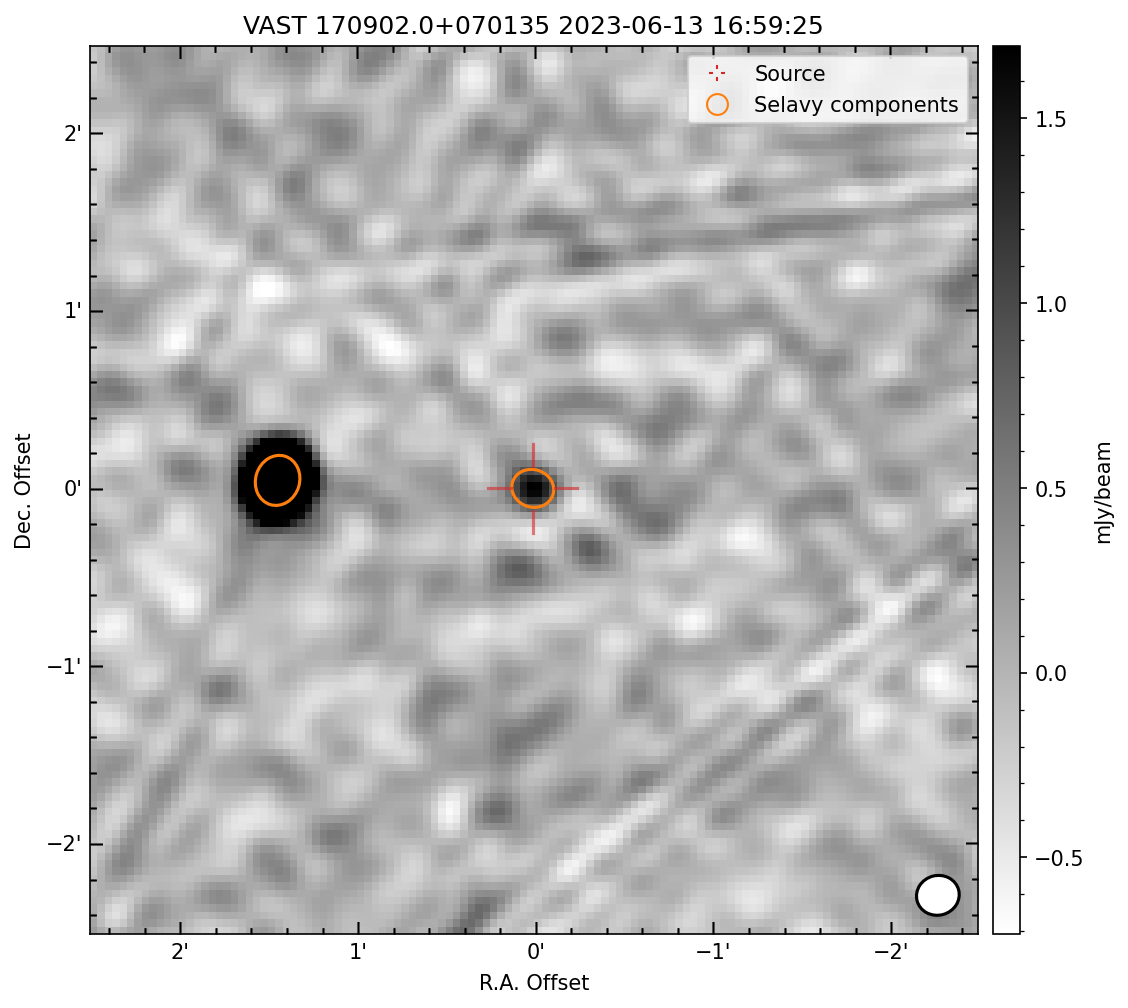 VAST 170902.0+070135 2023-06-13 16:59:25
Source
Selavy components
2'
1'
0'
−1'
−2'
Dec. Offset
2'
1'
0'
−1'
−2'
R.A. Offset
1.5
1.0
0.5
0.0
−0.5
mJy/beam